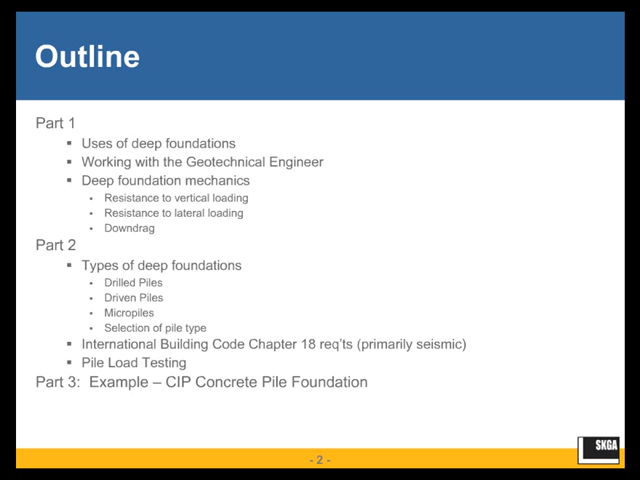 Outline
Part 1
▪ Uses of deep foundations
▪ Working with the Geotechnical Engineer
▪ Deep foundation mechanics
• Resistance to vertical loading
• Resistance to lateral loading
• Downdrag
Part 2
▪ Types of deep foundations
• Drilled Piles
• Driven Piles
• Micropiles
• Selection of pile type
▪ International Building Code Chapter 18 req'ts (primarily seismic)
▪ Pile Load Testing
Part 3:  Example – CIP Concrete Pile Foundation
SKGA
- 2 -